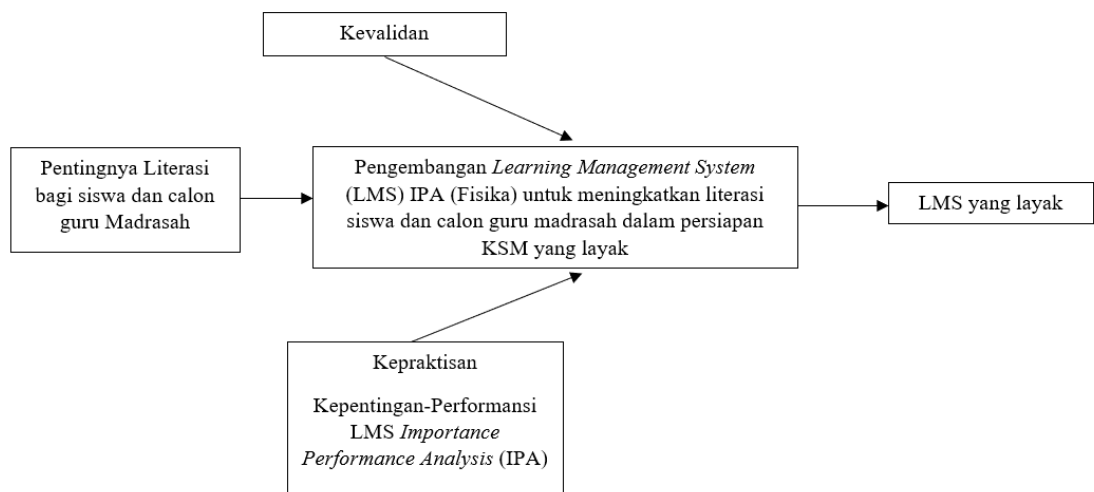 Kevalidan
Pentingnya Literasi
bagi siswa dan calon
guru Madrasah
Pengembangan Learning Management System
(LMS) IPA (Fisika) untuk meningkatkan literasi
siswa dan calon guru madrasah dalam persiapan
KSM yang layak
LMS yang layak
Kepraktisan
Kepentingan-Performansi
LMS Importance
Performance Analysis (IPA)